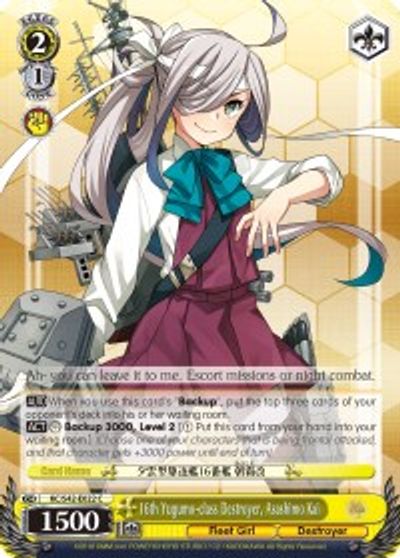 2
1
Ah- you can leave it to me. Escort missions or night combat.
When you use this card's "Backup", put the top three cards of
opponent's deck into his or her waiting room.
ACT Backup 3000, Level 2 [① Put this card from your hand into
your waiting room] (Choose one of your characters that is being frontal attacked,
and that character gets +3000 power until end of turn)
Card Name
16th Yugumo-class Destroyer, Asashimo Kai
1500
Fleet Girl
Destroyer